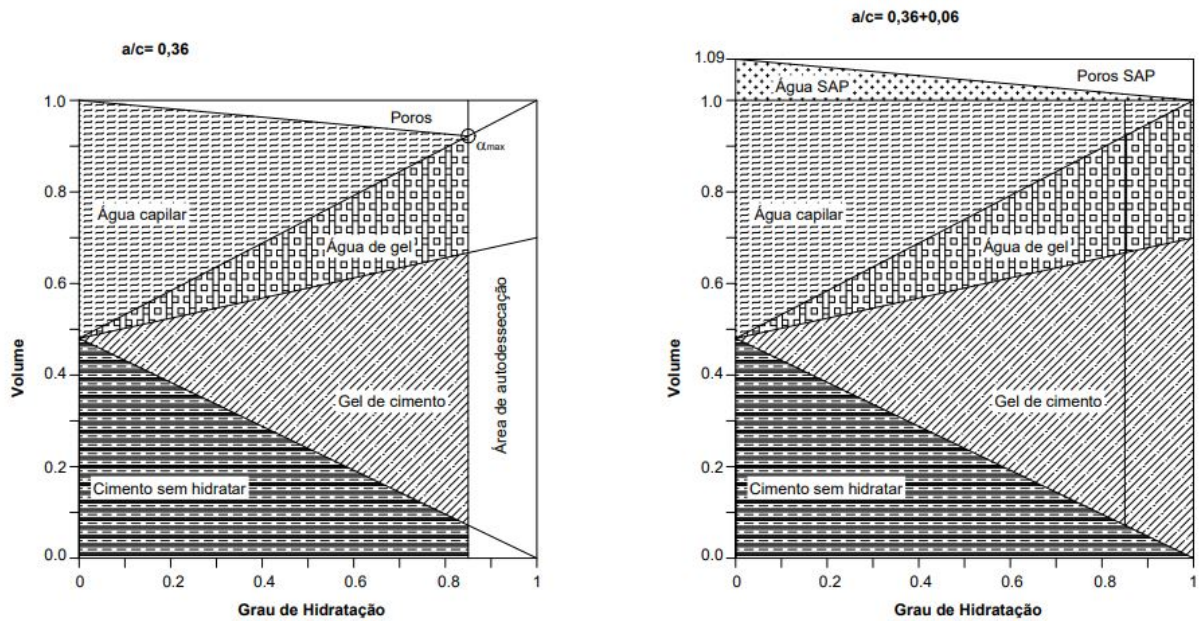 a/c= 0,36
1.0
0.8
0.6
0.4
0.2
0.0
Volume
Poros
αmax
Água capilar
Água de gel
Gel de cimento
Cimento sem hidratar
Área de autodessecação
0
0.2
0.4
0.6
0.8
1
Grau de Hidratação
a/c= 0,36+0,06
1.09
1.0
0.8
0.6
0.4
0.2
0.0
Volume
Poros SAP
Água SAP
Água capilar
Água de gel
Gel de cimento
Cimento sem hidratar
0
0.2
0.4
0.6
0.8
1
Grau de Hidratação